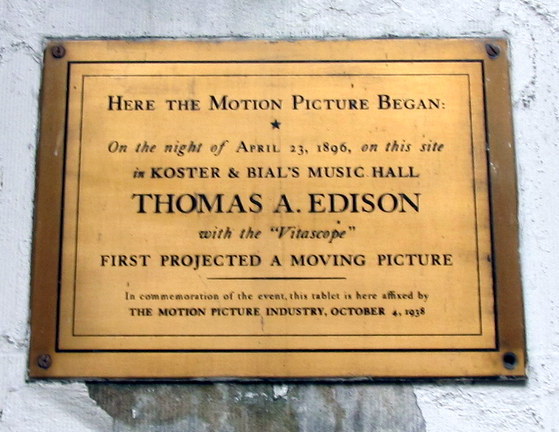 HERE THE MOTION PICTURE BEGAN:
On the night of APRIL 23, 1896, on this site
in KOSTER & BIAL'S MUSIC HALL
THOMAS A. EDISON
with the "Vitascope"
FIRST PROJECTED A MOVING PICTURE
In commemoration of the event, this tablet is here affixed by
THE MOTION PICTURE INDUSTRY, OCTOBER 4, 1938